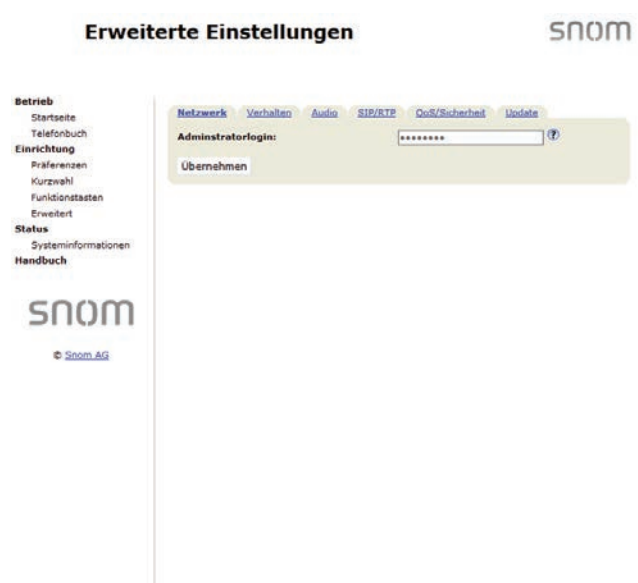 Erweiterte Einstellungen
snom
Betrieb
Startseite
Telefonbuch
Einrichtung
Präferenzen
Kurzwahl
Funktionstasten
Erweitert
Status
Systeminformationen
Handbuch
snom
© Snom AG
Netzwerk Verhalten Audio SIP/RTP QoS/Sicherheit Update
Adminstratorlogin: ******** ?
Übernehmen